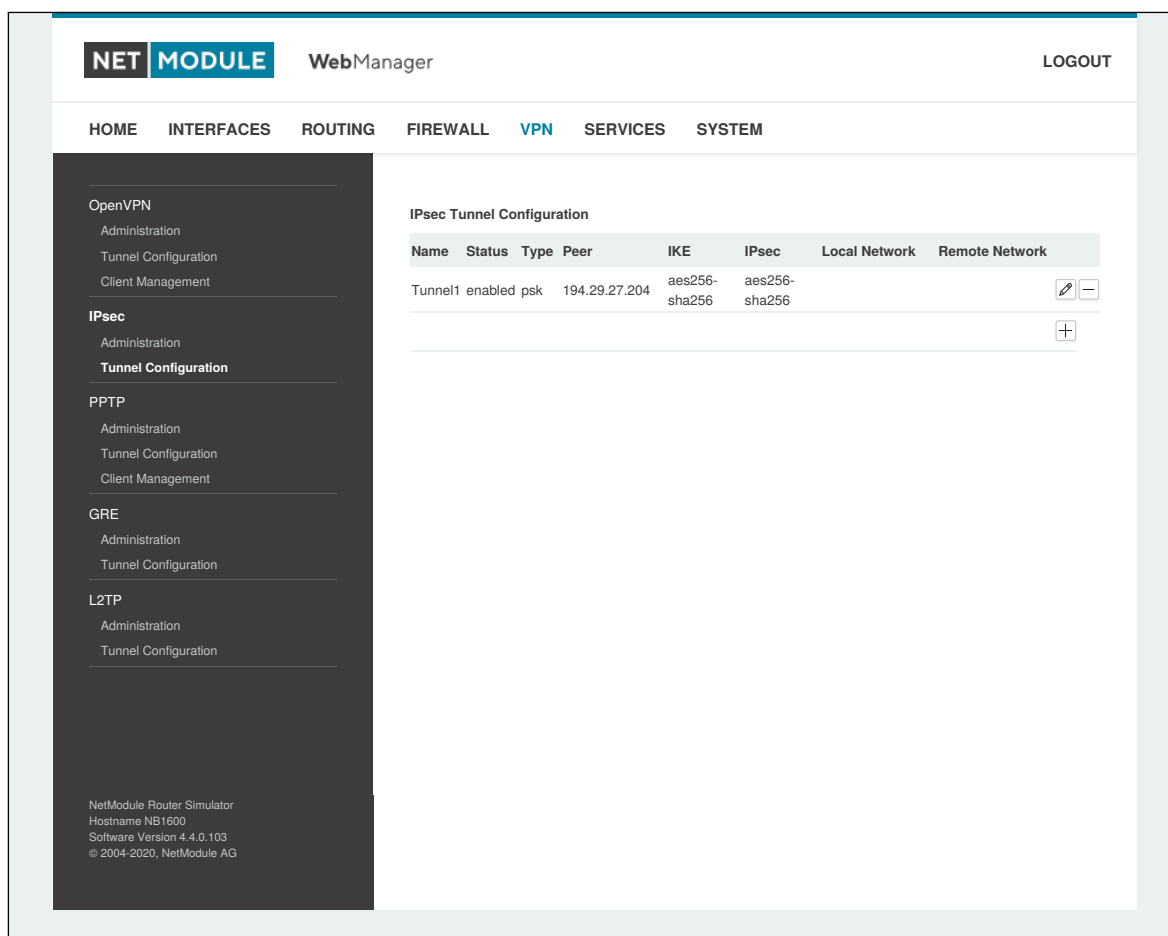 NET MODULE WebManager LOGOUT
HOME INTERFACES ROUTING FIREWALL VPN SERVICES SYSTEM
OpenVPN
Administration
Tunnel Configuration
Client Management
IPsec
Administration
Tunnel Configuration
PPTP
Administration
Tunnel Configuration
Client Management
GRE
Administration
Tunnel Configuration
L2TP
Administration
Tunnel Configuration
NetModule Router Simulator
Hostname NB1600
Software Version 4.4.0.103
© 2004-2020, NetModule AG
IPsec Tunnel Configuration
Name Status Type Peer IKE IPsec Local Network Remote Network
Tunnel1 enabled psk 194.29.27.204 aes256- aes256-
sha256 sha256